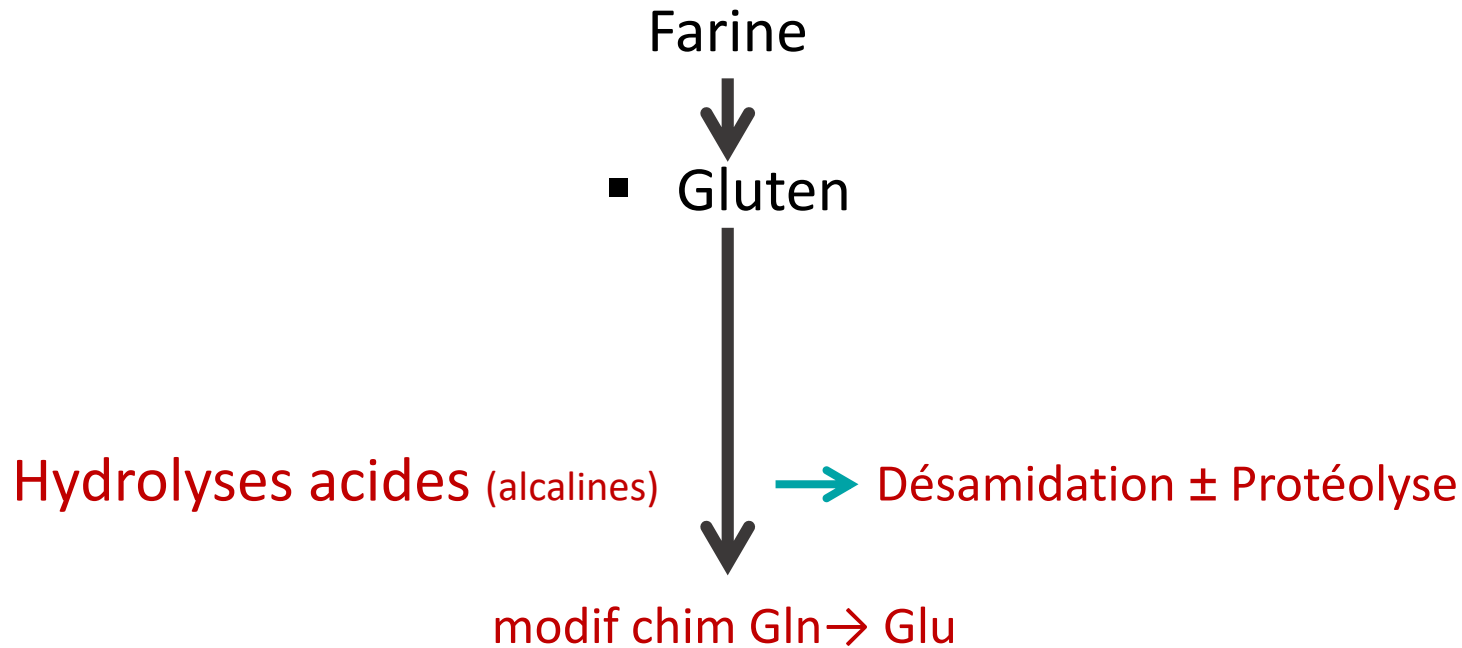 Farine
▪ Gluten
Hydrolyses acides (alcalines) → Désamidation ± Protéolyse
modif chim Gln→ Glu